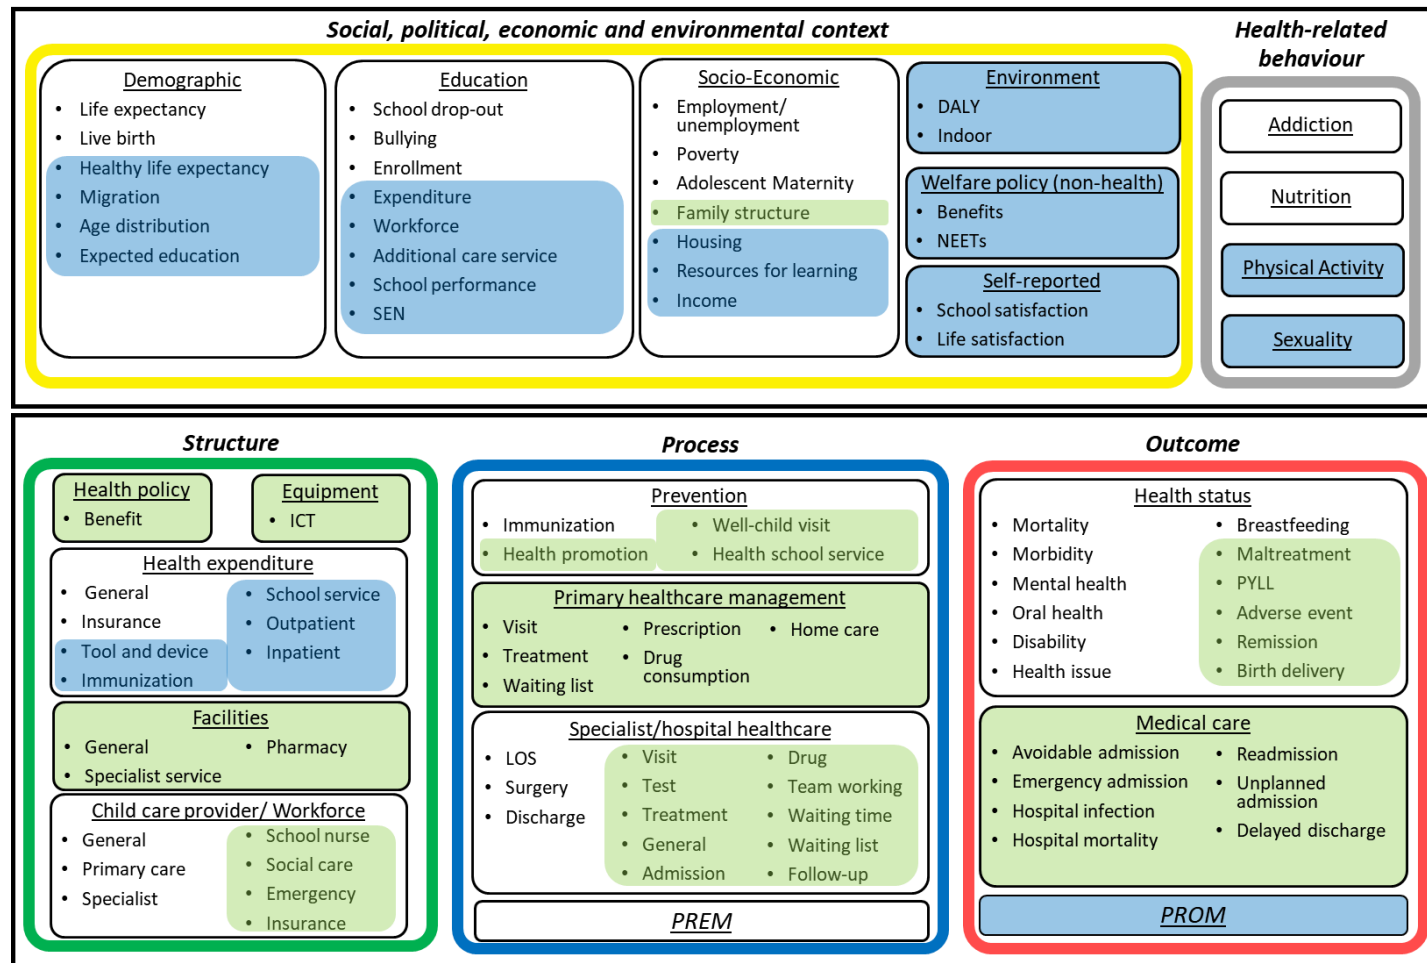 Social, political, economic and environmental context
Health-related
behaviour
Demographic
• Life expectancy
• Live birth
• Healthy life expectancy
• Migration
• Age distribution
• Expected education
Education
• School drop-out
• Bullying
• Enrollment
• Expenditure
• Workforce
• Additional care service
• School performance
• SEN
Socio-Economic
• Employment/
unemployment
• Poverty
• Adolescent Maternity
• Family structure
• Housing
• Resources for learning
• Income
Environment
• DALY
• Indoor
Welfare policy (non-health)
• Benefits
• NEETs
Self-reported
• School satisfaction
• Life satisfaction
Addiction
Nutrition
Physical Activity
Sexuality
Structure
Health policy
• Benefit
Equipment
• ICT
Health expenditure
• General
• Insurance
• Tool and device
• Immunization
• School service
• Outpatient
• Inpatient
Facilities
• General
• Specialist service
• Pharmacy
Child care provider/ Workforce
• General
• Primary care
• Specialist
• School nurse
• Social care
• Emergency
• Insurance
Process
Prevention
• Immunization
• Health promotion
• Well-child visit
• Health school service
Primary healthcare management
• Visit
• Treatment
• Waiting list
• Prescription
• Drug
consumption
• Home care
Specialist/hospital healthcare
• LOS
• Surgery
• Discharge
• Visit
• Test
• Treatment
• General
• Admission
• Drug
• Team working
• Waiting time
• Waiting list
• Follow-up
PREM
Outcome
Health status
• Mortality
• Morbidity
• Mental health
• Oral health
• Disability
• Health issue
• Breastfeeding
• Maltreatment
• PYLL
• Adverse event
• Remission
• Birth delivery
Medical care
• Avoidable admission
• Emergency admission
• Hospital infection
• Hospital mortality
• Readmission
• Unplanned
admission
• Delayed discharge
PROM